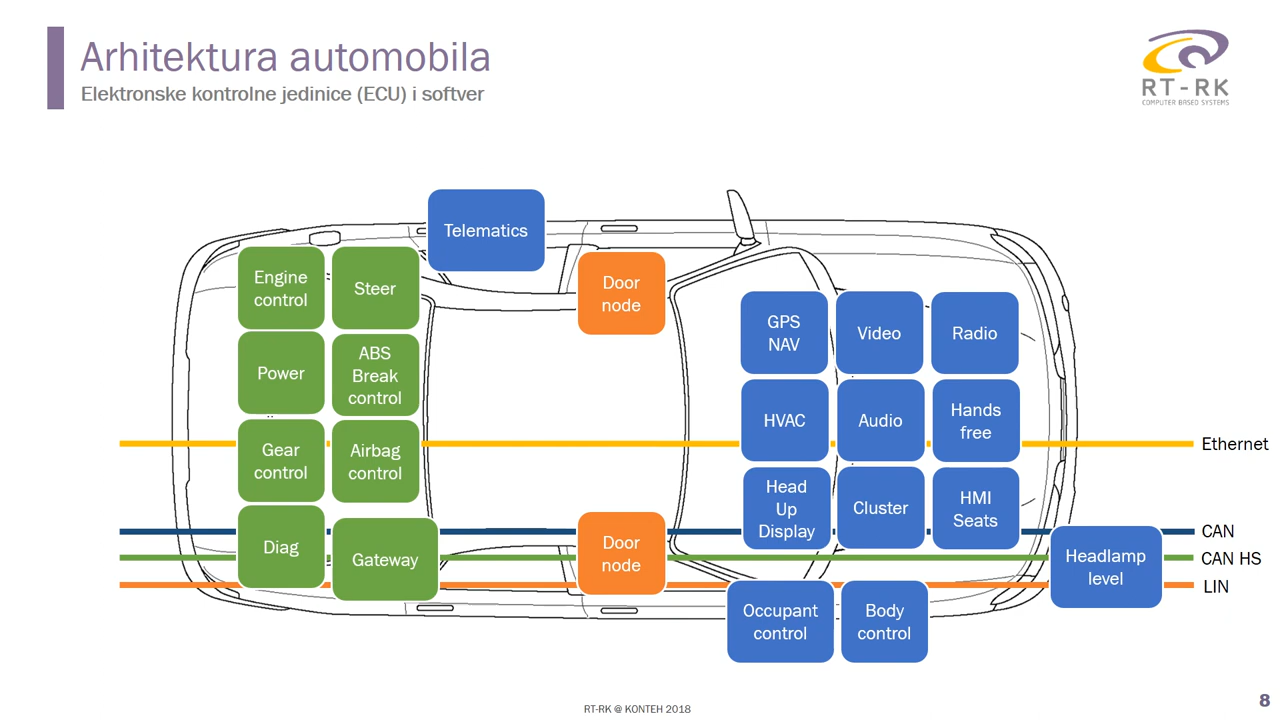 Arhitektura automobila
Elektronske kontrolne jedinice (ECU) i softver
RT-RK
COMPUTER BASED SYSTEMS
Telematics
Engine
control
Steer
Door
node
Power
ABS
Break
control
GPS
NAV
Video
Radio
HVAC
Audio
Hands
free
Gear
control
Airbag
control
Ethernet
Head
Up
Display
Cluster
HMI
Seats
Diag
Gateway
Door
node
Headlamp
level
CAN
CAN HS
LIN
Occupant
control
Body
control
RT-RK @ KONTEH 2018
8